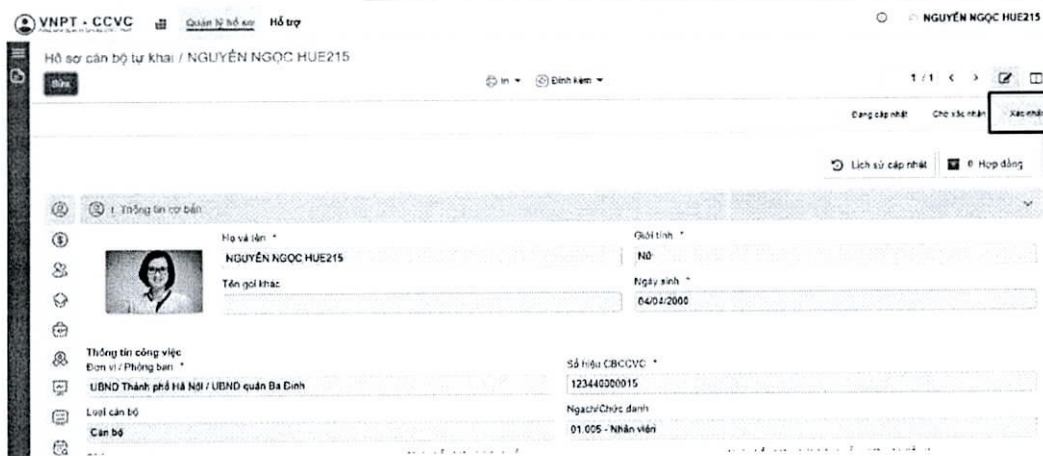 VNPT - CCVC Quản lý hồ sơ Hỗ trợ NGUYỄN NGỌC HUE215
Hồ sơ cán bộ tự khai / NGUYỄN NGỌC HUE215
Sửa In Đính kèm 1 / 1
Đang cập nhật Chờ xác nhận Xác nhận
Lịch sử cập nhật 0 Hợp đồng
I. Thông tin cơ bản
Họ và tên * Giới tính *
NGUYỄN NGỌC HUE215 Nữ
Tên gọi khác Ngày sinh *
04/04/2000
Thông tin công việc
Đơn vị / Phòng ban * Số hiệu CBCCVC *
UBND Thành phố Hà Nội / UBND quận Ba Đình 123440000015
Loại cán bộ Ngạch/Chức danh
Cán bộ 01.005 - Nhân viên